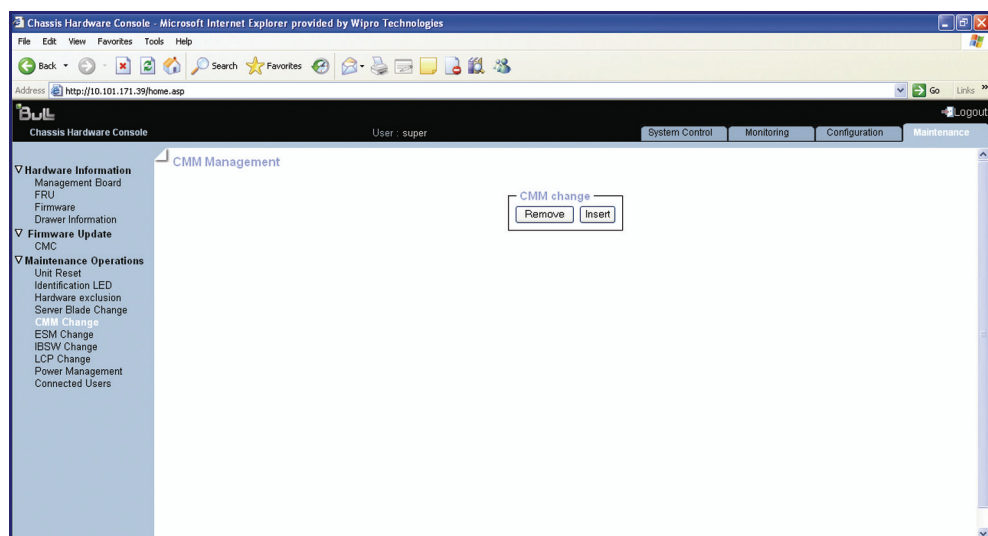 Chassis Hardware Console - Microsoft Internet Explorer provided by Wipro Technologies
File Edit View Favorites Tools Help
Back Search Favorites
Address http://10.101.171.39/home.asp Go Links »
Bull Logout
Chassis Hardware Console User : super System Control Monitoring Configuration Maintenance
CMM Management
Hardware Information
Management Board
FRU
Firmware
Drawer Information
Firmware Update
CMC
Maintenance Operations
Unit Reset
Identification LED
Hardware exclusion
Server Blade Change
CMM Change
ESM Change
IBSW Change
LCP Change
Power Management
Connected Users
CMM change
Remove Insert